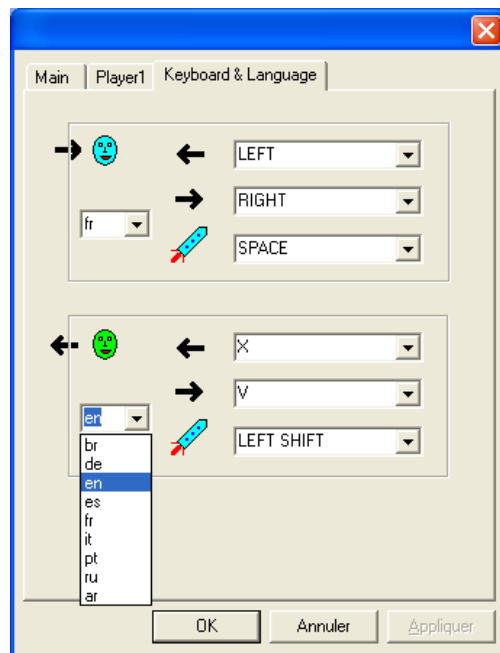 Main Player1 Keyboard & Language
LEFT
RIGHT
fr
SPACE
X
V
en
LEFT SHIFT
br
de
en
es
fr
it
pt
ru
ar
OK Annuler Appliquer